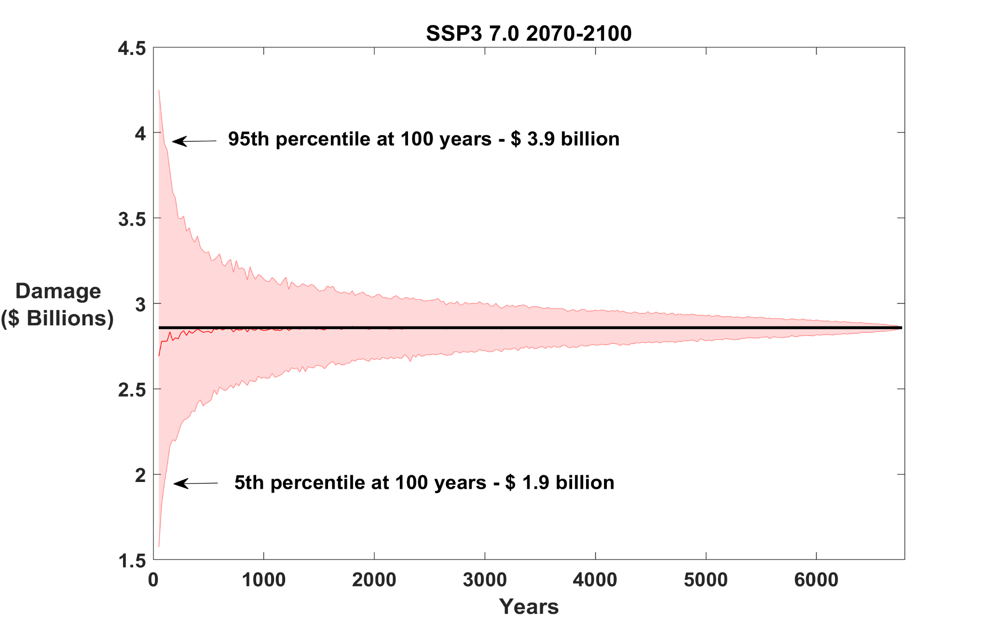 SSP3 7.0 2070-2100
4.5
4
3.5
3
2.5
2
1.5
Damage
($ Billions)
95th percentile at 100 years - $ 3.9 billion
5th percentile at 100 years - $ 1.9 billion
0 1000 2000 3000 4000 5000 6000
Years